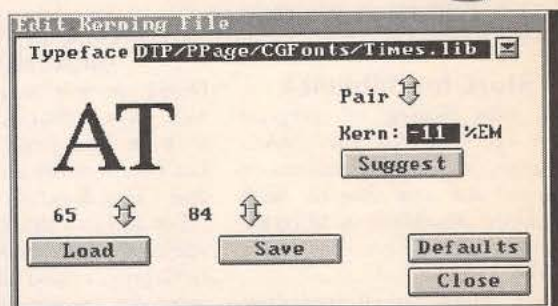 Edit Kerning File
Typeface DTP/PPage/CGFonts/Times.lib
Pair
AT
Kern: -11 %EM
Suggest
65 84
Load Save Defaults
Close